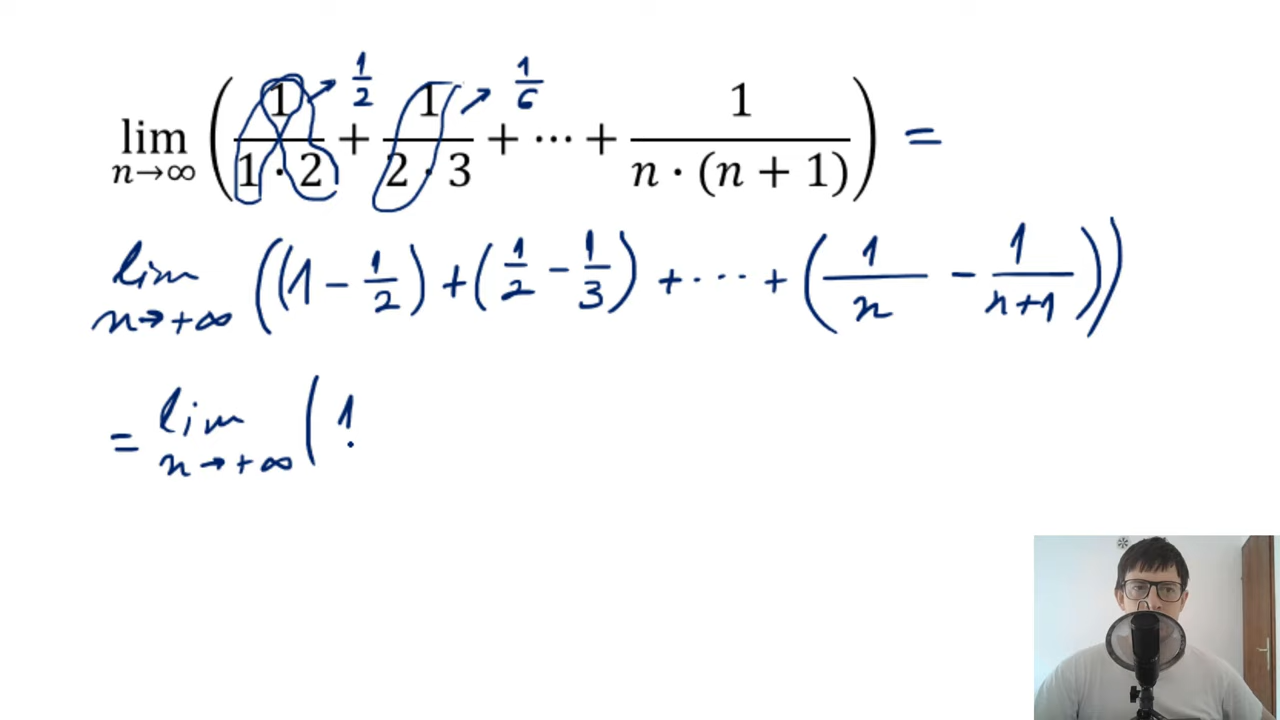 lim n→∞ ( 1/(1·2) + 1/(2·3) + ··· + 1/(n·(n+1)) ) = → 1/2 → 1/6
lim n→+∞ ((1 - 1/2) + (1/2 - 1/3) + ··· + (1/n - 1/(n+1)))
= lim n→+∞ ( 1